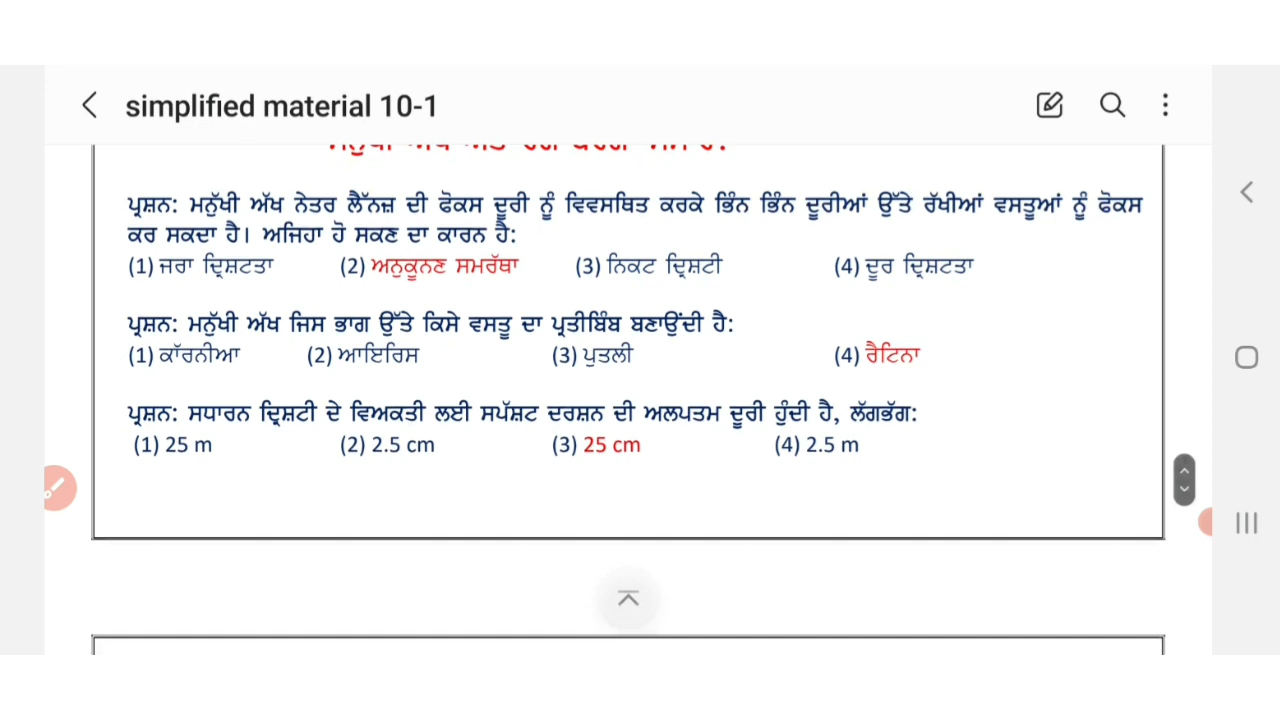 simplified material 10-1
ਪ੍ਰਸ਼ਨ: ਮਨੁੱਖੀ ਅੱਖ ਨੇਤਰ ਲੈੱਨਜ਼ ਦੀ ਫੋਕਸ ਦੂਰੀ ਨੂੰ ਵਿਵਸਥਿਤ ਕਰਕੇ ਭਿੰਨ ਭਿੰਨ ਦੂਰੀਆਂ ਉੱਤੇ ਰੱਖੀਆਂ ਵਸਤੂਆਂ ਨੂੰ ਫੋਕਸ
ਕਰ ਸਕਦਾ ਹੈ। ਅਜਿਹਾ ਹੋ ਸਕਣ ਦਾ ਕਾਰਨ ਹੈ:
(1) ਜਰਾ ਦ੍ਰਿਸ਼ਟਤਾ (2) ਅਨੁਕੂਨਣ ਸਮਰੱਥਾ (3) ਨਿਕਟ ਦ੍ਰਿਸ਼ਟੀ (4) ਦੂਰ ਦ੍ਰਿਸ਼ਟਤਾ
ਪ੍ਰਸ਼ਨ: ਮਨੁੱਖੀ ਅੱਖ ਜਿਸ ਭਾਗ ਉੱਤੇ ਕਿਸੇ ਵਸਤੂ ਦਾ ਪ੍ਰਤੀਬਿੰਬ ਬਣਾਉਂਦੀ ਹੈ:
(1) ਕਾੱਰਨੀਆ (2) ਆਇਰਿਸ (3) ਪੁਤਲੀ (4) ਰੈਟਿਨਾ
ਪ੍ਰਸ਼ਨ: ਸਧਾਰਨ ਦ੍ਰਿਸ਼ਟੀ ਦੇ ਵਿਅਕਤੀ ਲਈ ਸਪੱਸ਼ਟ ਦਰਸ਼ਨ ਦੀ ਅਲਪਤਮ ਦੂਰੀ ਹੁੰਦੀ ਹੈ, ਲੱਗਭੱਗ:
(1) 25 m (2) 2.5 cm (3) 25 cm (4) 2.5 m